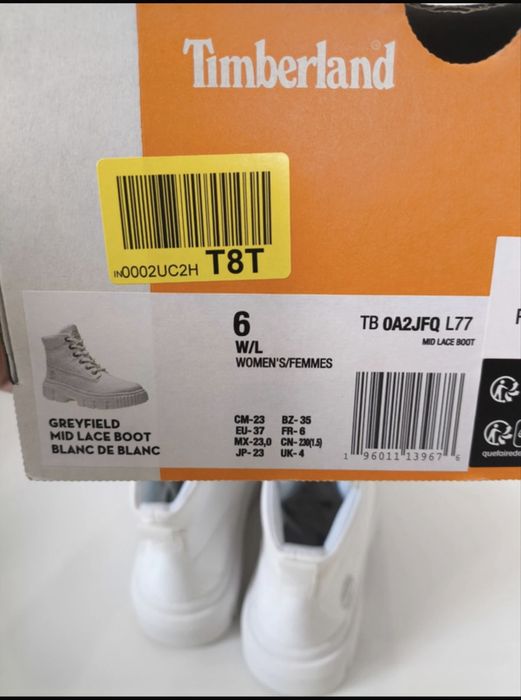 Timberland®
IN0002UC2H T8T
6
W/L
WOMEN'S/FEMMES
TB 0A2JFQ L77
MID LACE BOOT
GREYFIELD
MID LACE BOOT
BLANC DE BLANC
CM-23 BZ-35
EU-37 FR-6
MX-23,0 CN-230(1.5)
JP-23 UK-4
1 96011 13967 6